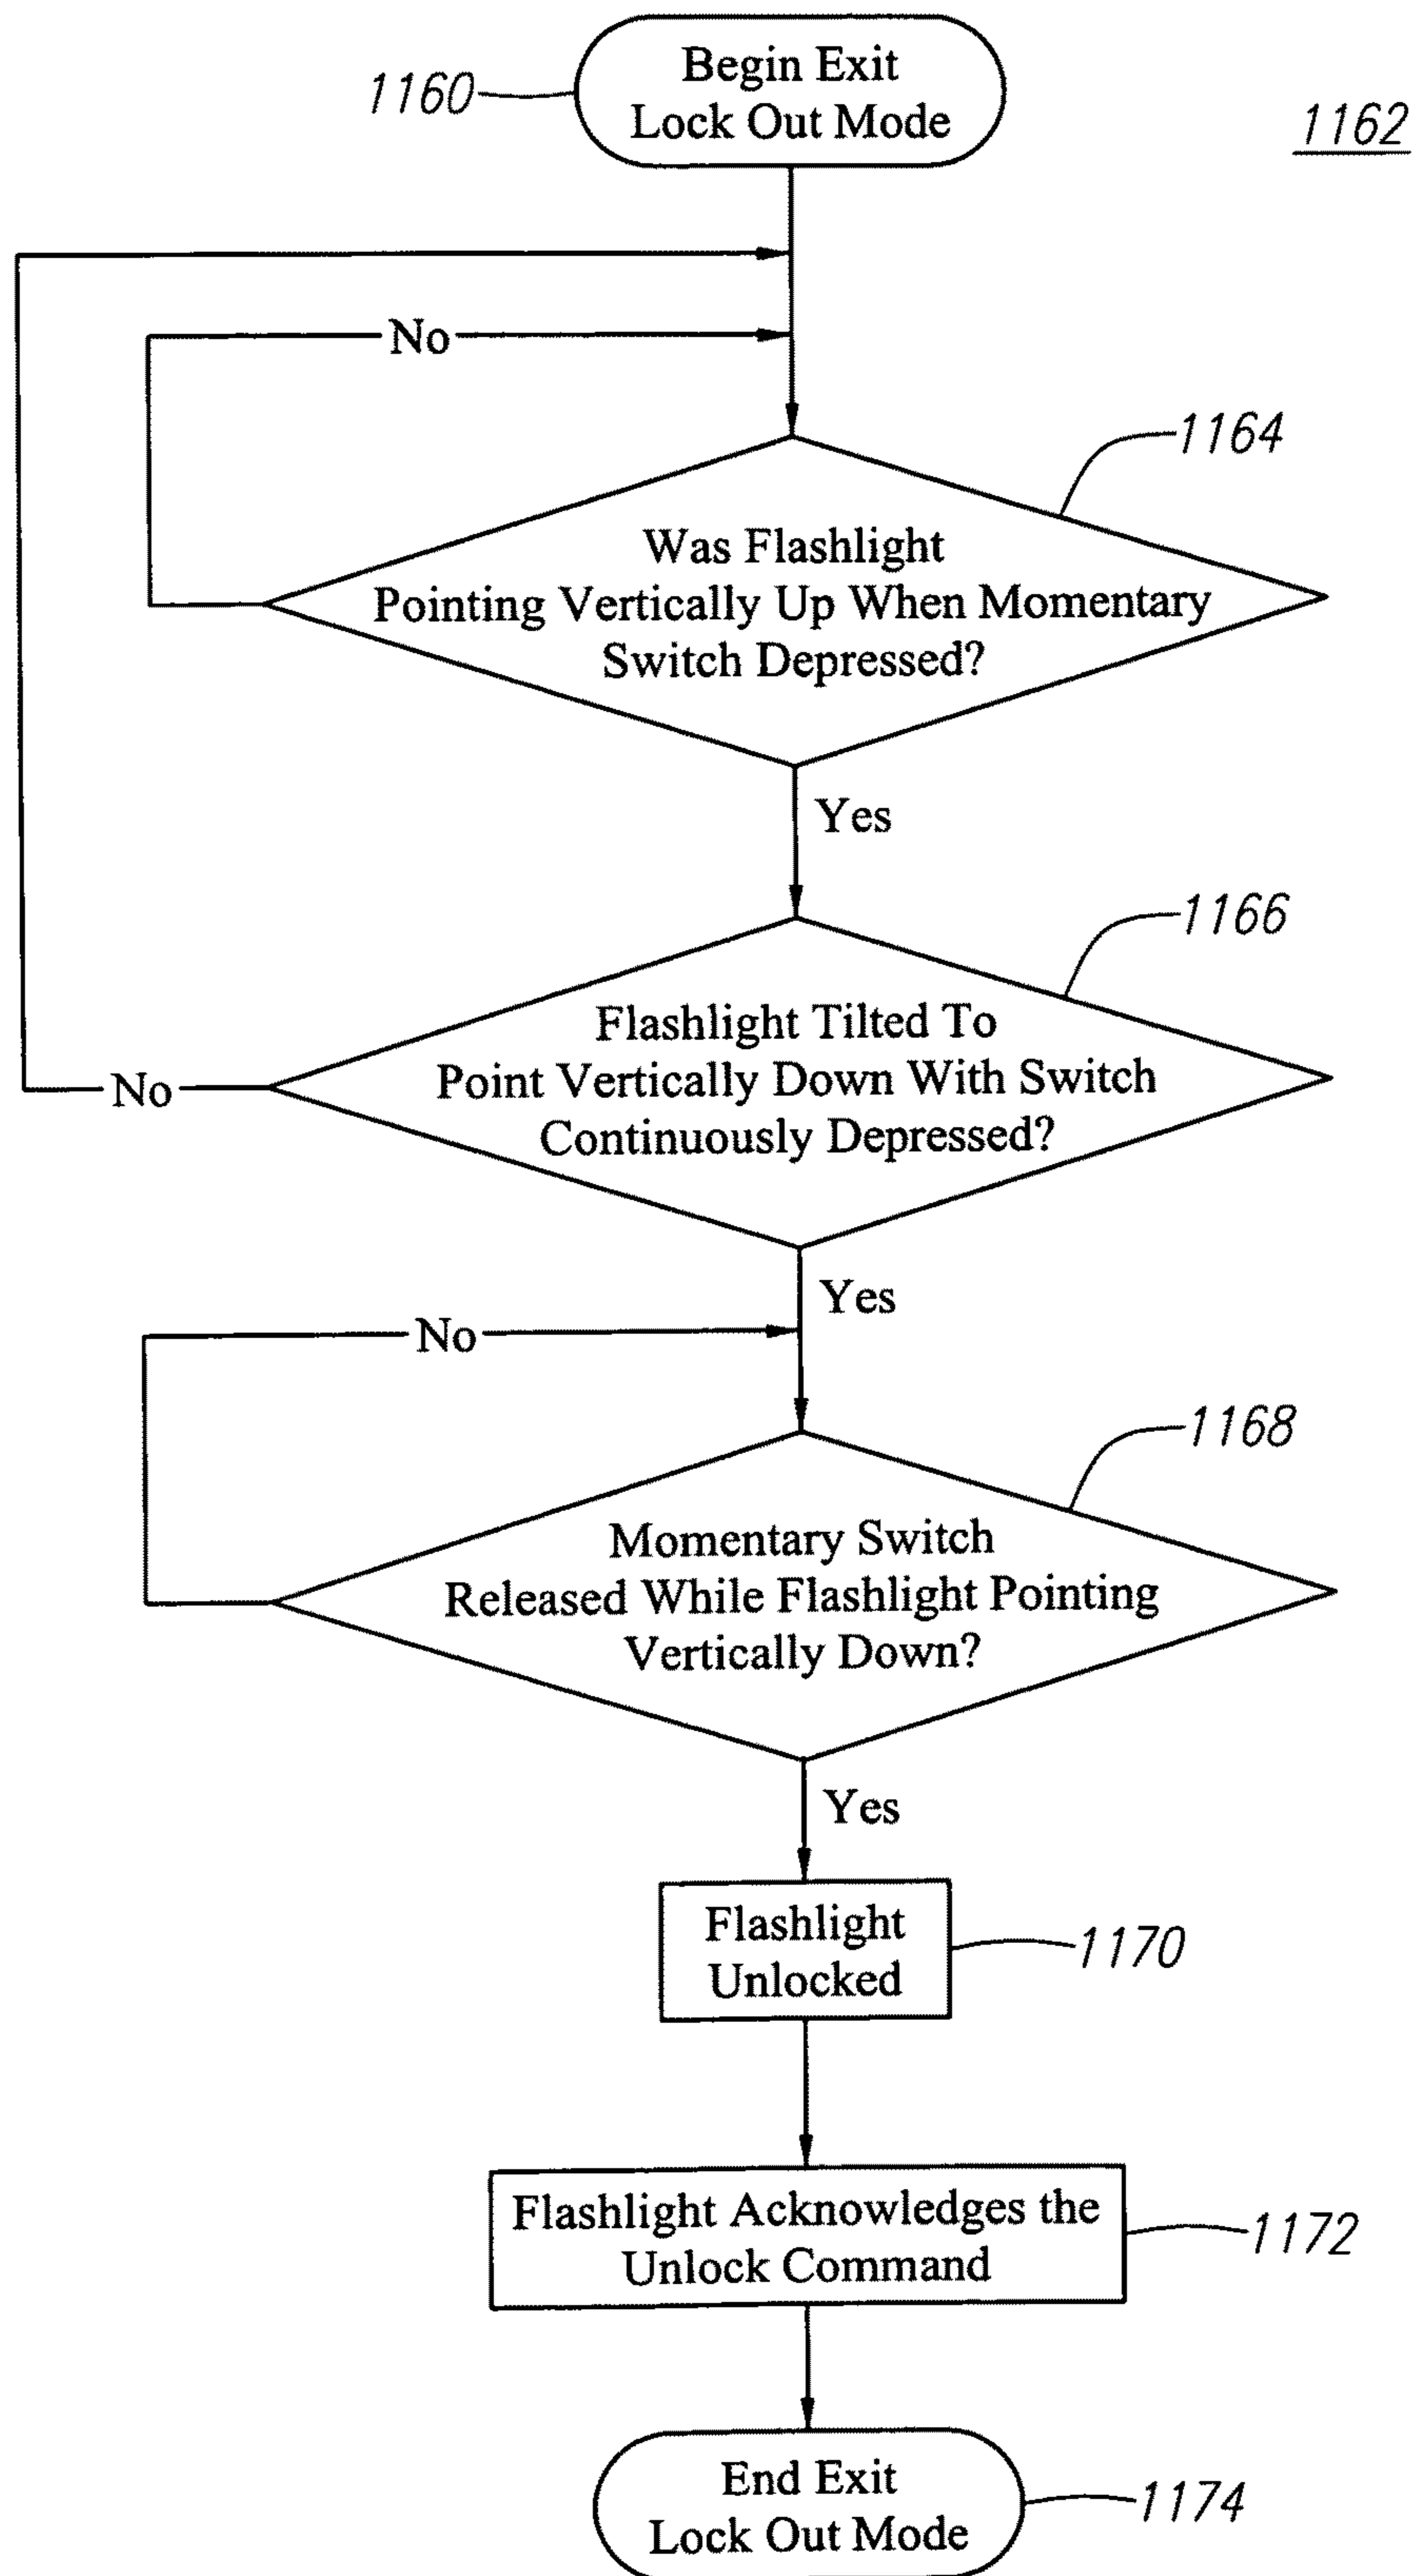 Begin Exit
Lock Out Mode
1160
1162
No
1164
Was Flashlight
Pointing Vertically Up When Momentary
Switch Depressed?
Yes
1166
Flashlight Tilted To
Point Vertically Down With Switch
Continuously Depressed?
No
Yes
No
1168
Momentary Switch
Released While Flashlight Pointing
Vertically Down?
Yes
Flashlight
Unlocked
1170
Flashlight Acknowledges the
Unlock Command
1172
End Exit
Lock Out Mode
1174